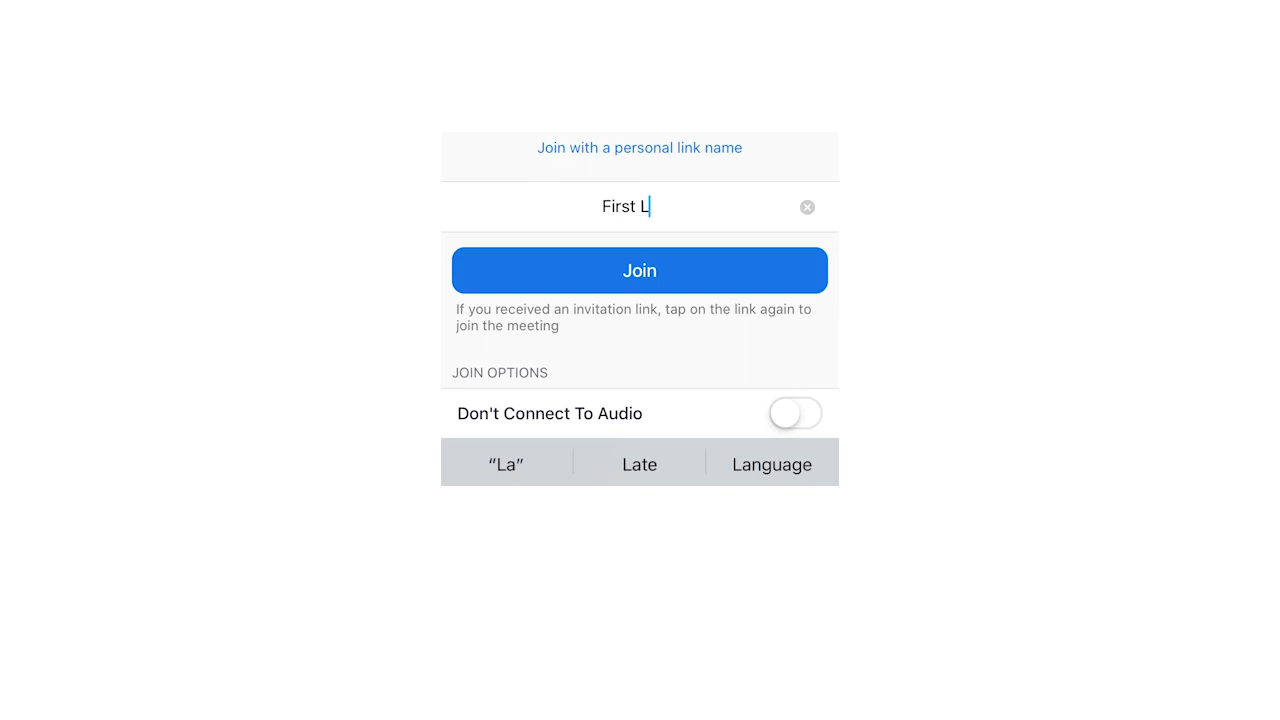 Join with a personal link name
First L
Join
If you received an invitation link, tap on the link again to
join the meeting
JOIN OPTIONS
Don't Connect To Audio
“La” Late Language